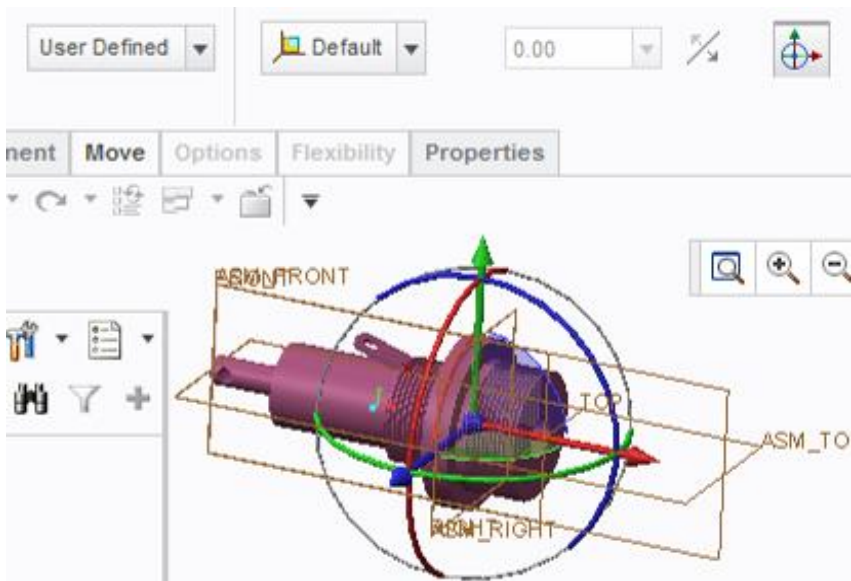 User Defined
Default
0.00
nent
Move
Options
Flexibility
Properties
TOP
ASM_TO